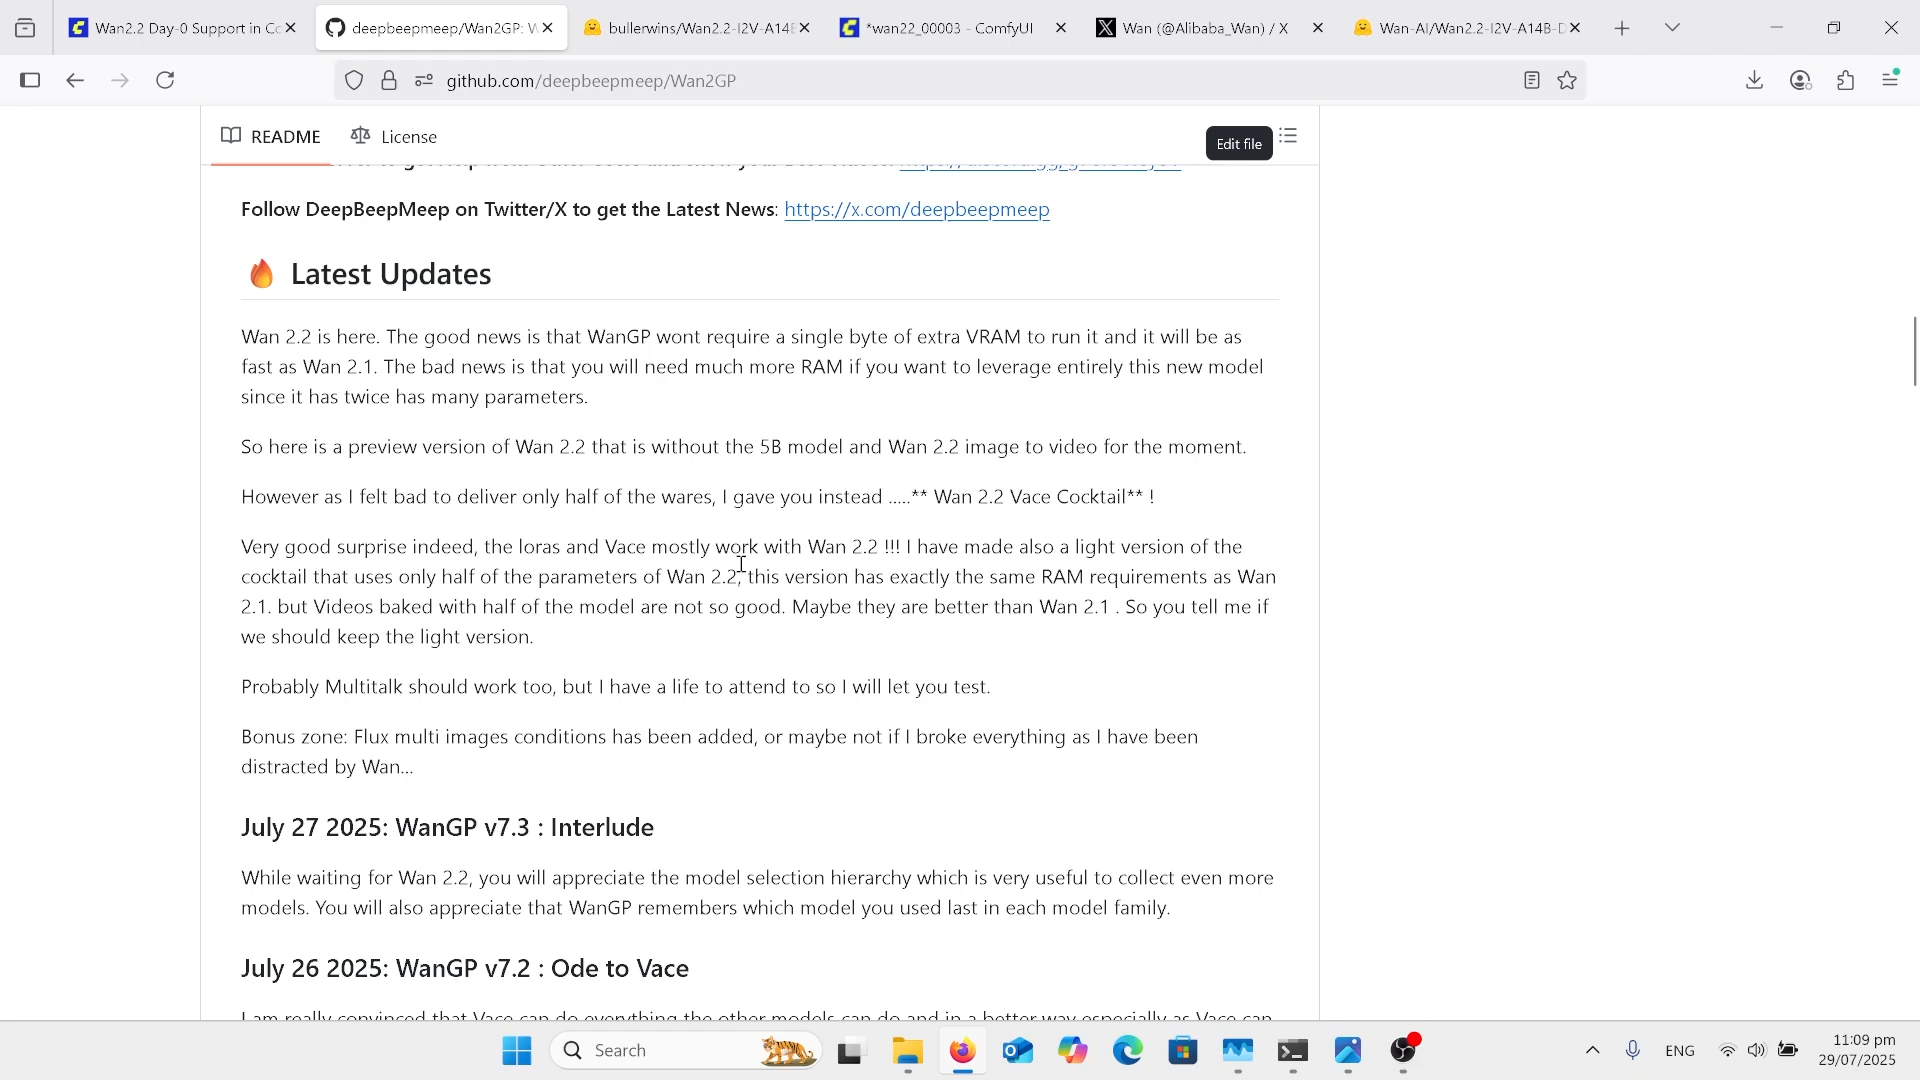 Wan2.2 Day-0 Support in Co
deepbeepmeep/Wan2GP: W
bullerwins/Wan2.2-I2V-A14B
*wan22_00003 - ComfyUI
Wan (@Alibaba_Wan) / X
Wan-AI/Wan2.2-I2V-A14B-D
github.com/deepbeepmeep/Wan2GP
README
License
Edit file
Follow DeepBeepMeep on Twitter/X to get the Latest News: https://x.com/deepbeepmeep
🔥 Latest Updates
Wan 2.2 is here. The good news is that WanGP wont require a single byte of extra VRAM to run it and it will be as
fast as Wan 2.1. The bad news is that you will need much more RAM if you want to leverage entirely this new model
since it has twice has many parameters.
So here is a preview version of Wan 2.2 that is without the 5B model and Wan 2.2 image to video for the moment.
However as I felt bad to deliver only half of the wares, I gave you instead .....** Wan 2.2 Vace Cocktail** !
Very good surprise indeed, the loras and Vace mostly work with Wan 2.2 !!! I have made also a light version of the
cocktail that uses only half of the parameters of Wan 2.2, this version has exactly the same RAM requirements as Wan
2.1. but Videos baked with half of the model are not so good. Maybe they are better than Wan 2.1 . So you tell me if
we should keep the light version.
Probably Multitalk should work too, but I have a life to attend to so I will let you test.
Bonus zone: Flux multi images conditions has been added, or maybe not if I broke everything as I have been
distracted by Wan...
July 27 2025: WanGP v7.3 : Interlude
While waiting for Wan 2.2, you will appreciate the model selection hierarchy which is very useful to collect even more
models. You will also appreciate that WanGP remembers which model you used last in each model family.
July 26 2025: WanGP v7.2 : Ode to Vace
I am really convinced that Vace can do everything the other models can do and in a better way especially as Vace can
Search
ENG
11:09 pm
29/07/2025